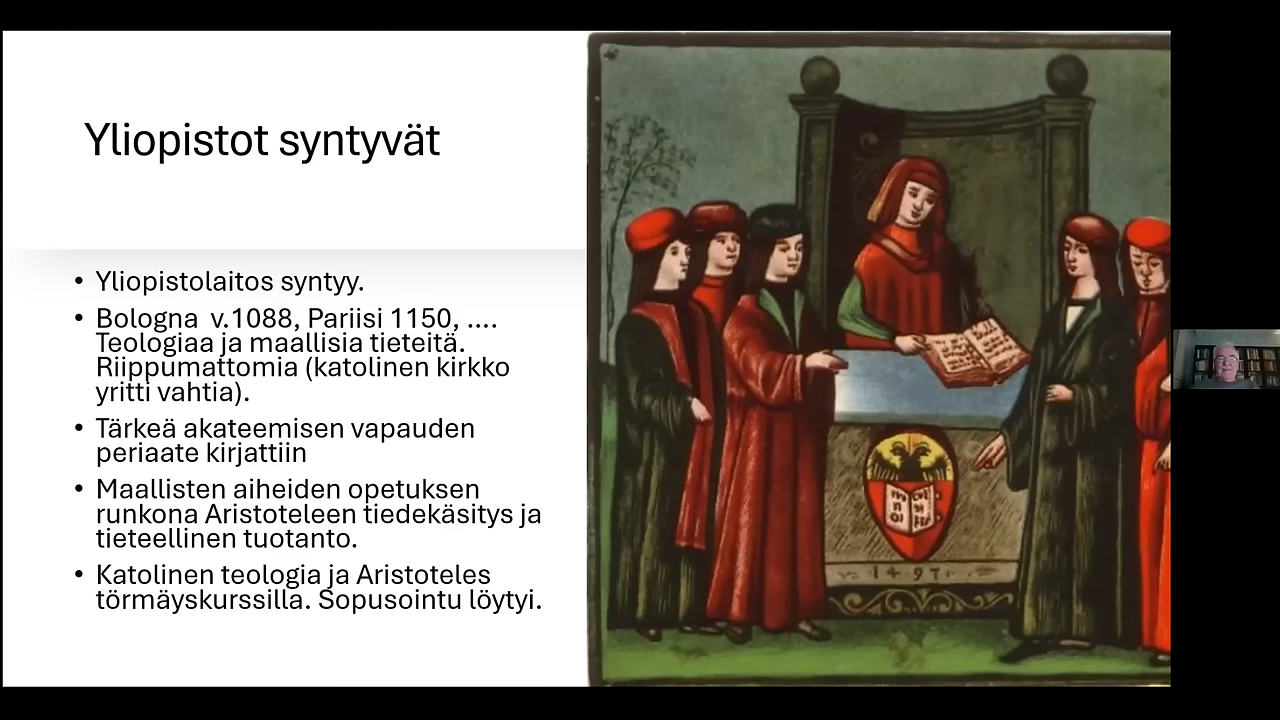 Yliopistot syntyvät
• Yliopistolaitos syntyy.
• Bologna v.1088, Pariisi 1150, ....
Teologiaa ja maallisia tieteitä.
Riippumattomia (katolinen kirkko
yritti vahtia).
• Tärkeä akateemisen vapauden
periaate kirjattiin
• Maallisten aiheiden opetuksen
runkona Aristoteleen tiedekäsitys ja
tieteellinen tuotanto.
• Katolinen teologia ja Aristoteles
törmäyskurssilla. Sopusointu löytyi.
1497